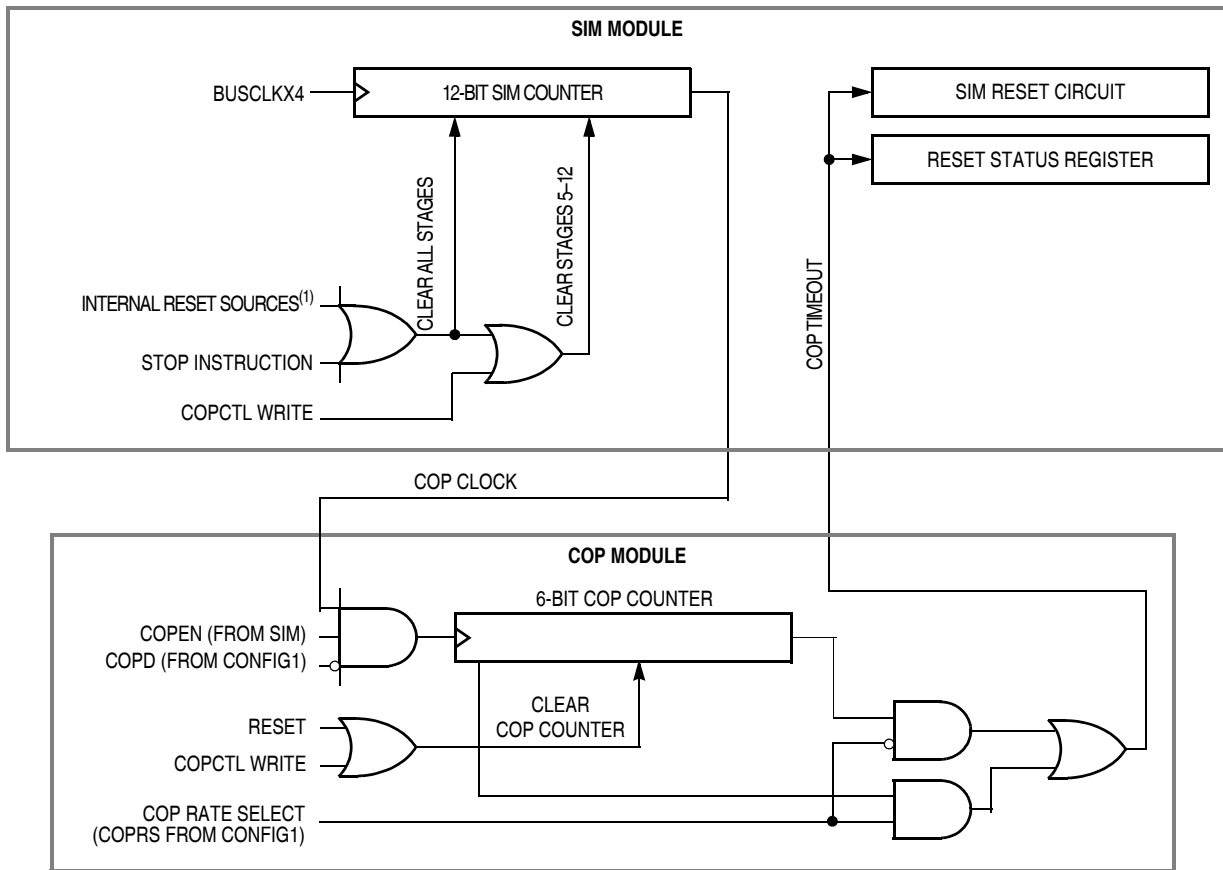 SIM MODULE
BUSCLKX4
12-BIT SIM COUNTER
SIM RESET CIRCUIT
RESET STATUS REGISTER
CLEAR ALL STAGES
CLEAR STAGES 5–12
INTERNAL RESET SOURCES(1)
STOP INSTRUCTION
COPCTL WRITE
COP TIMEOUT
COP CLOCK
COP MODULE
6-BIT COP COUNTER
COPEN (FROM SIM)
COPD (FROM CONFIG1)
CLEAR
COP COUNTER
RESET
COPCTL WRITE
COP RATE SELECT
(COPRS FROM CONFIG1)